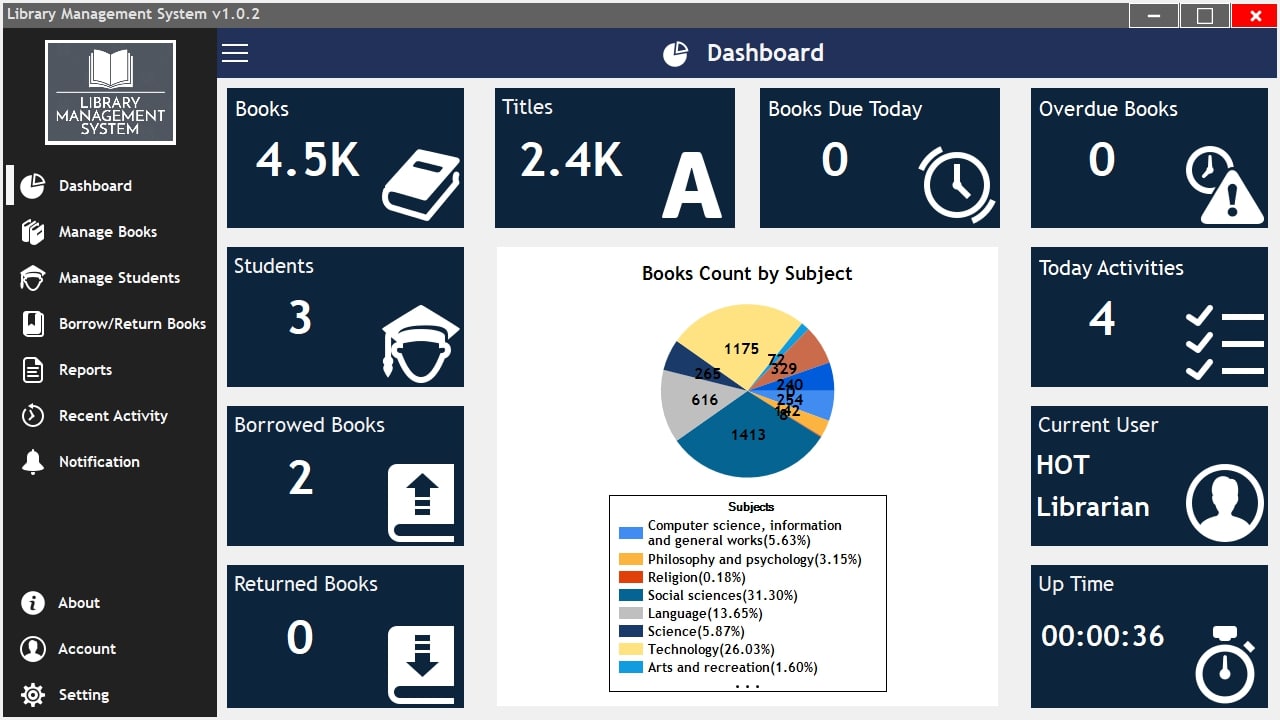 Library Management System v1.0.2
LIBRARY
MANAGEMENT
SYSTEM
Dashboard
Manage Books
Manage Students
Borrow/Return Books
Reports
Recent Activity
Notification
About
Account
Setting
Dashboard
Books
4.5K
Titles
2.4K
A
Books Due Today
0
Overdue Books
0
Students
3
Borrowed Books
2
Returned Books
0
Books Count by Subject
1175
72
329
265
240
0
616
254
142
8
1413
Subjects
Computer science, information
and general works(5.63%)
Philosophy and psychology(3.15%)
Religion(0.18%)
Social sciences(31.30%)
Language(13.65%)
Science(5.87%)
Technology(26.03%)
Arts and recreation(1.60%)
. . .
Today Activities
4
Current User
HOT
Librarian
Up Time
00:00:36